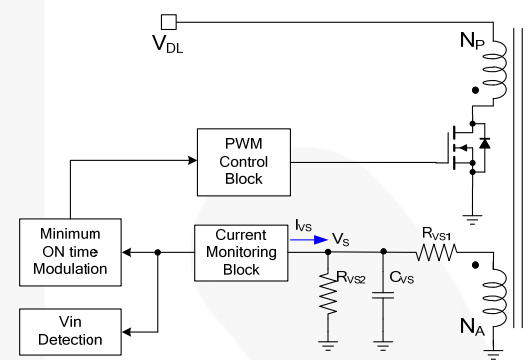 V_DL
N_P
PWM
Control
Block
Minimum
ON time
Modulation
Current
Monitoring
Block
I_VS
V_S
R_VS1
R_VS2
C_VS
Vin
Detection
N_A